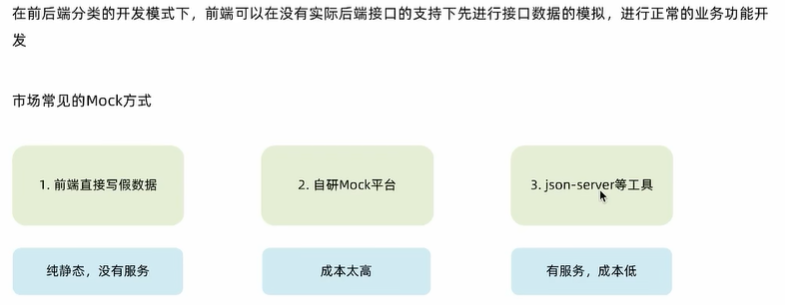 在前后端分类的开发模式下，前端可以在没有实际后端接口的支持下先进行接口数据的模拟，进行正常的业务功能开
发
市场常见的Mock方式
1. 前端直接写假数据
2. 自研Mock平台
3. json-server等工具
纯静态，没有服务
成本太高
有服务，成本低